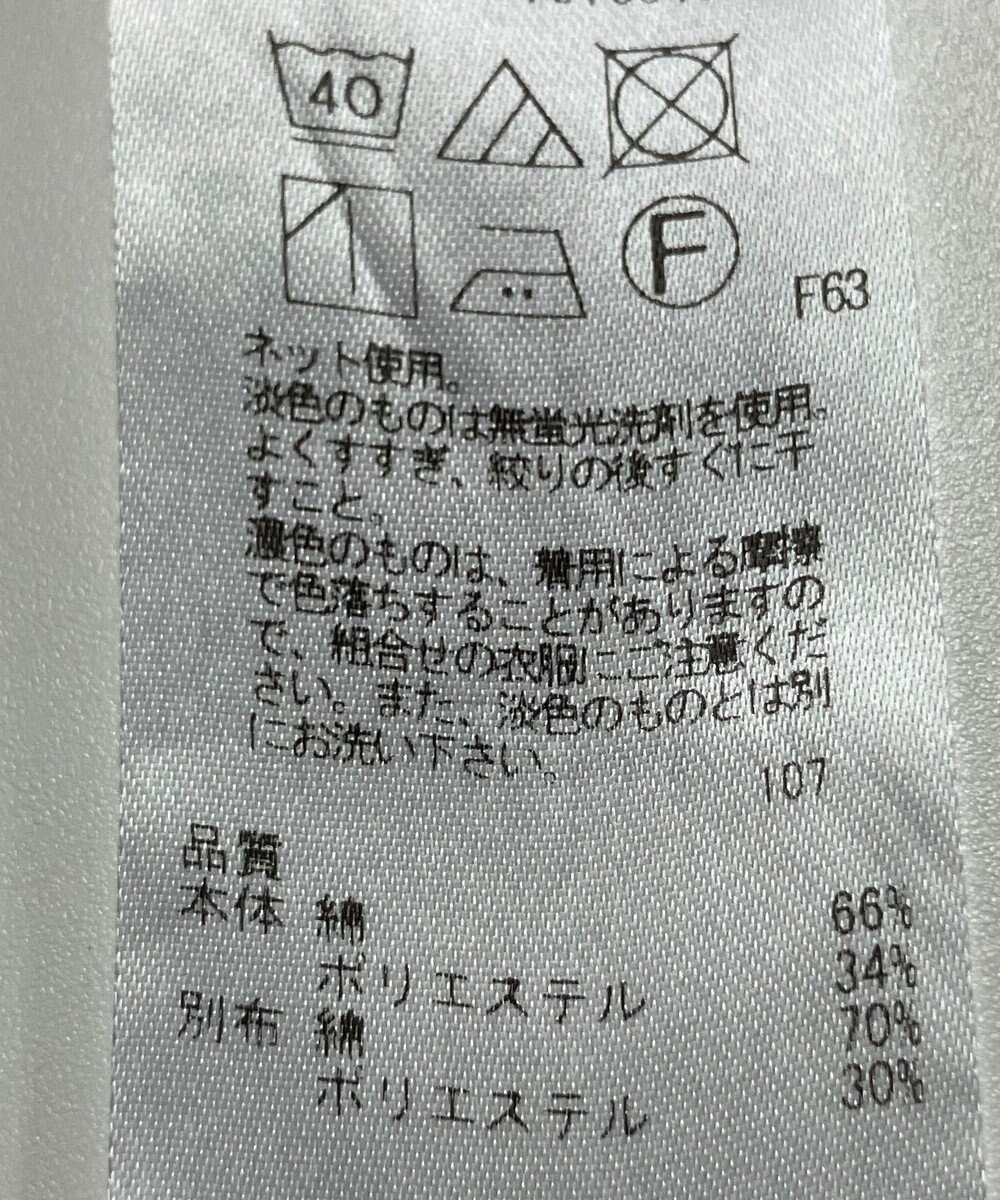 40
F
F63
ネット使用。
淡色のものは無蛍光洗剤を使用。
よくすすぎ、絞りの後すぐた干
すこと。
濃色のものは、着用による摩擦
で色落ちすることがありますの
で、組合せの衣服にご注意くだ
さい。また、淡色のものとは別
にお洗い下さい。
107
品質
本体 綿 66%
ポリエステル 34%
別布 綿 70%
ポリエステル 30%